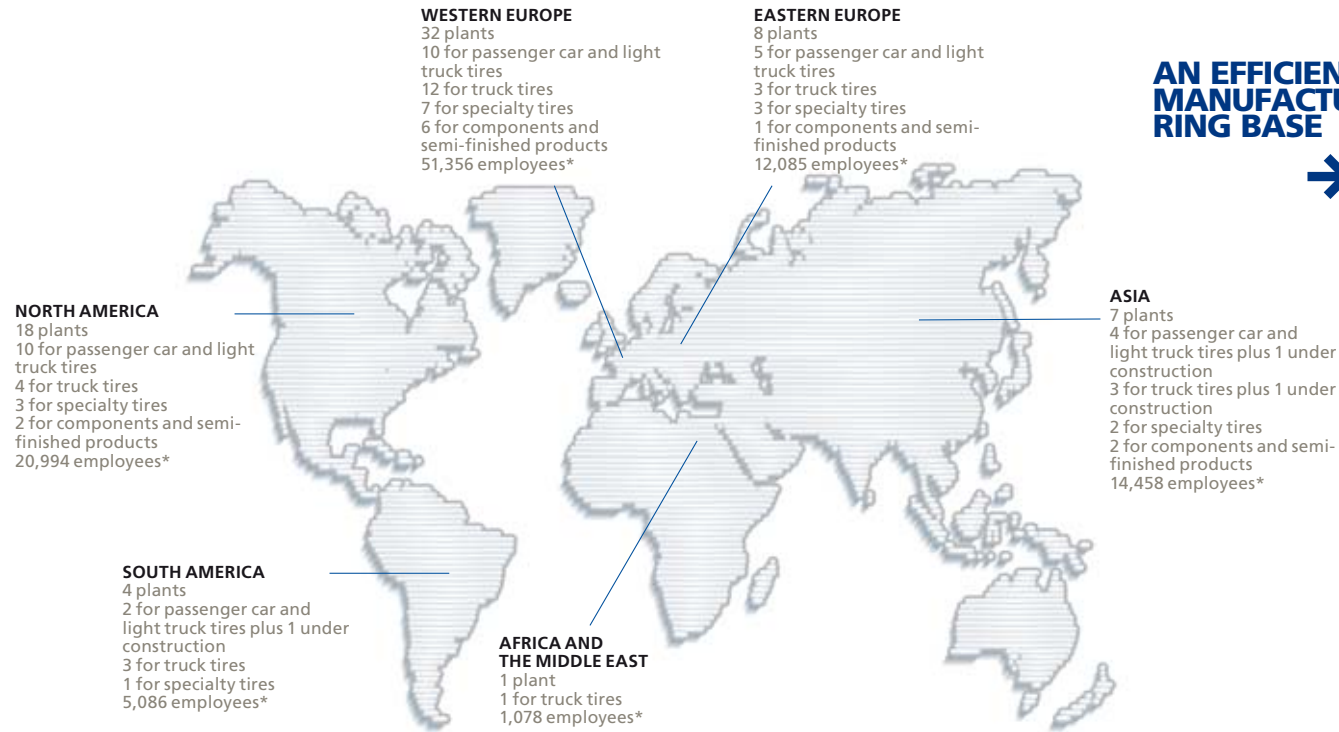 WESTERN EUROPE
32 plants
10 for passenger car and light
truck tires
12 for truck tires
7 for specialty tires
6 for components and
semi-finished products
51,356 employees*
EASTERN EUROPE
8 plants
5 for passenger car and light
truck tires
3 for truck tires
3 for specialty tires
1 for components and semi-
finished products
12,085 employees*
AN EFFICIEN
MANUFACTU
RING BASE
NORTH AMERICA
18 plants
10 for passenger car and light
truck tires
4 for truck tires
3 for specialty tires
2 for components and semi-
finished products
20,994 employees*
ASIA
7 plants
4 for passenger car and
light truck tires plus 1 under
construction
3 for truck tires plus 1 under
construction
2 for specialty tires
2 for components and semi-
finished products
14,458 employees*
SOUTH AMERICA
4 plants
2 for passenger car and
light truck tires plus 1 under
construction
3 for truck tires
1 for specialty tires
5,086 employees*
AFRICA AND
THE MIDDLE EAST
1 plant
1 for truck tires
1,078 employees*